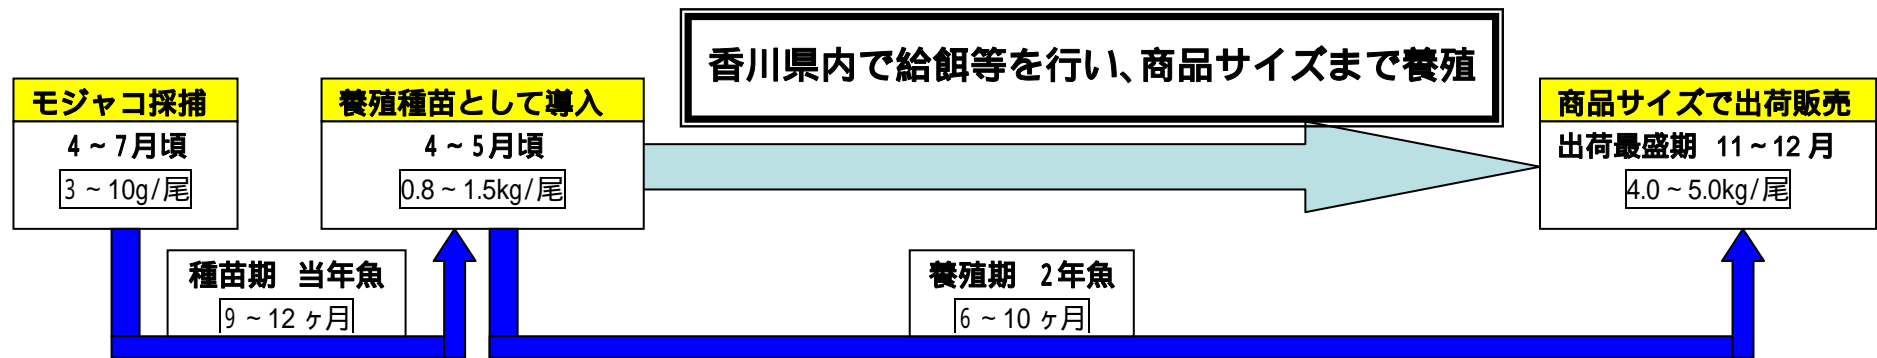 香川県内で給餌等を行い、商品サイズまで養殖
モジャコ採捕
4～7月頃
3～10g/尾
養殖種苗として導入
4～5月頃
0.8～1.5kg/尾
商品サイズで出荷販売
出荷最盛期 11～12月
4.0～5.0kg/尾
種苗期 当年魚
9～12ヶ月
養殖期 2年魚
6～10ヶ月